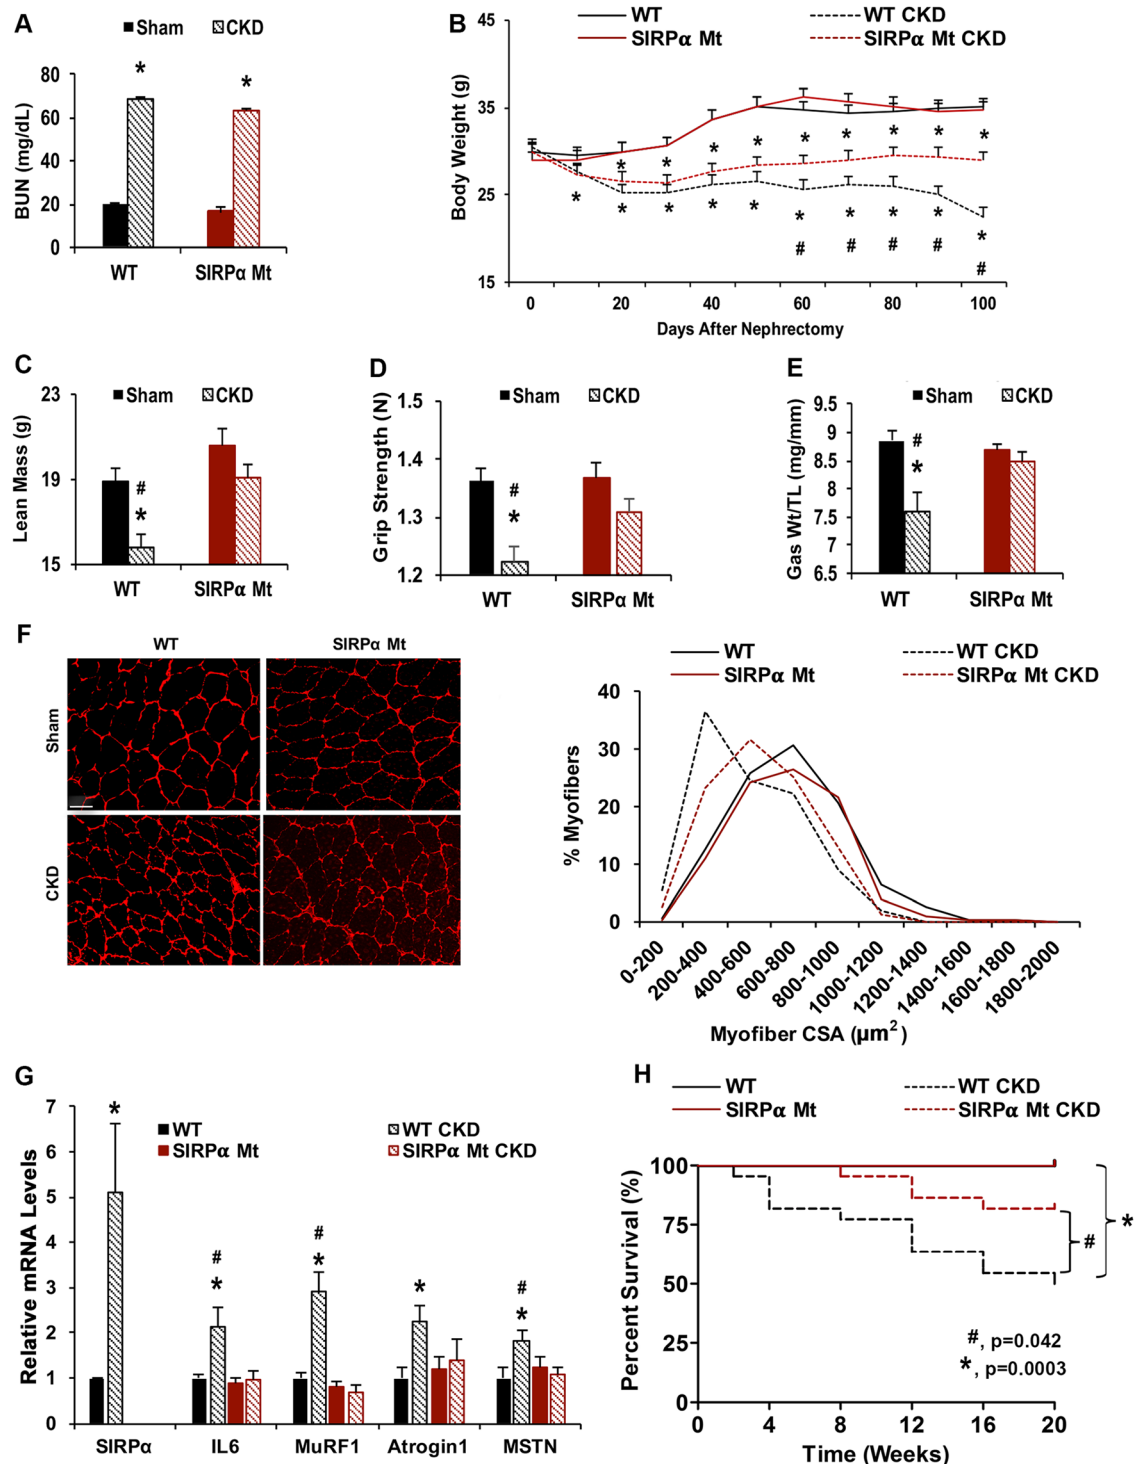 A
Sham CKD
BUN (mg/dL)
80
60
40
20
0
* *
WT SIRPα Mt
B
WT WT CKD
SIRPα Mt SIRPα Mt CKD
Body Weight (g)
45
35
25
15
* * * * * * * * *
* * * * * * * * * *
# # # # #
0 20 40 60 80 100
Days After Nephrectomy
C
Sham CKD
Lean Mass (g)
23
19
15
#
*
WT SIRPα Mt
D
Sham CKD
Grip Strength (N)
1.5
1.4
1.3
1.2
#
*
WT SIRPα Mt
E
Sham CKD
Gas Wt/TL (mg/mm)
9.5
9
8.5
8
7.5
7
6.5
#
*
WT SIRPα Mt
F
WT SIRPα Mt
Sham
CKD
WT WT CKD
SIRPα Mt SIRPα Mt CKD
% Myofibers
40
30
20
10
0
0-200 200-400 400-600 600-800 800-1000 1000-1200 1200-1400 1400-1600 1600-1800 1800-2000
Myofiber CSA (µm²)
G
WT WT CKD
SIRPα Mt SIRPα Mt CKD
Relative mRNA Levels
7
6
5
4
3
2
1
0
*
# # #
* * * *
SIRPα IL6 MuRF1 Atrogin1 MSTN
H
WT WT CKD
SIRPα Mt SIRPα Mt CKD
Percent Survival (%)
100
75
50
25
0
# *
#, p=0.042
*, p=0.0003
0 4 8 12 16 20
Time (Weeks)